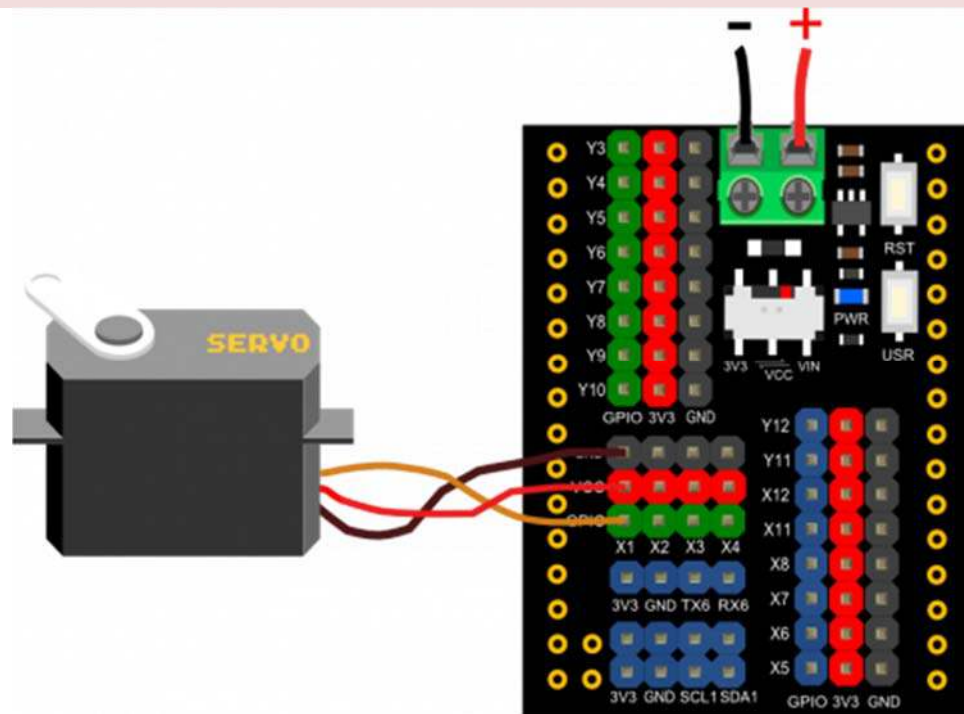 - +
Y3
Y4
Y5
Y6
Y7
Y8
Y9
Y10
GPIO 3V3 GND
RST
PWR
USR
3V3 VCC VIN
SERVO
VCC
GPIO
X1 X2 X3 X4
3V3 GND TX6 RX6
3V3 GND SCL1 SDA1
Y12
Y11
X12
X11
X8
X7
X6
X5
GPIO 3V3 GND